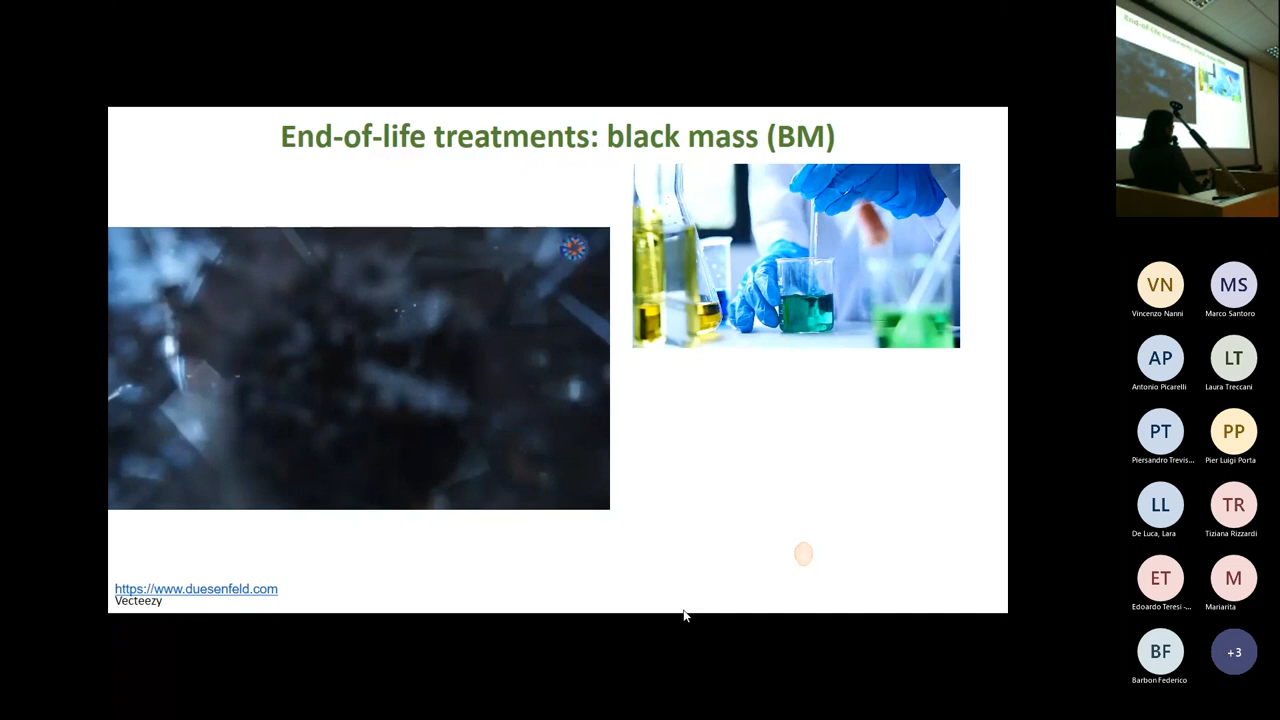 End-of-life treatments: black mass (BM)
https://www.duesenfeld.com
Vecteezy
VN
Vincenzo Nanni
MS
Marco Santoro
AP
Antonio Picarelli
LT
Laura Treccani
PT
Piersandro Trevis...
PP
Pier Luigi Porta
LL
De Luca, Lara
TR
Tiziana Rizzardi
ET
Edoardo Teresi -...
M
Mariarita
BF
Barbon Federico
+3